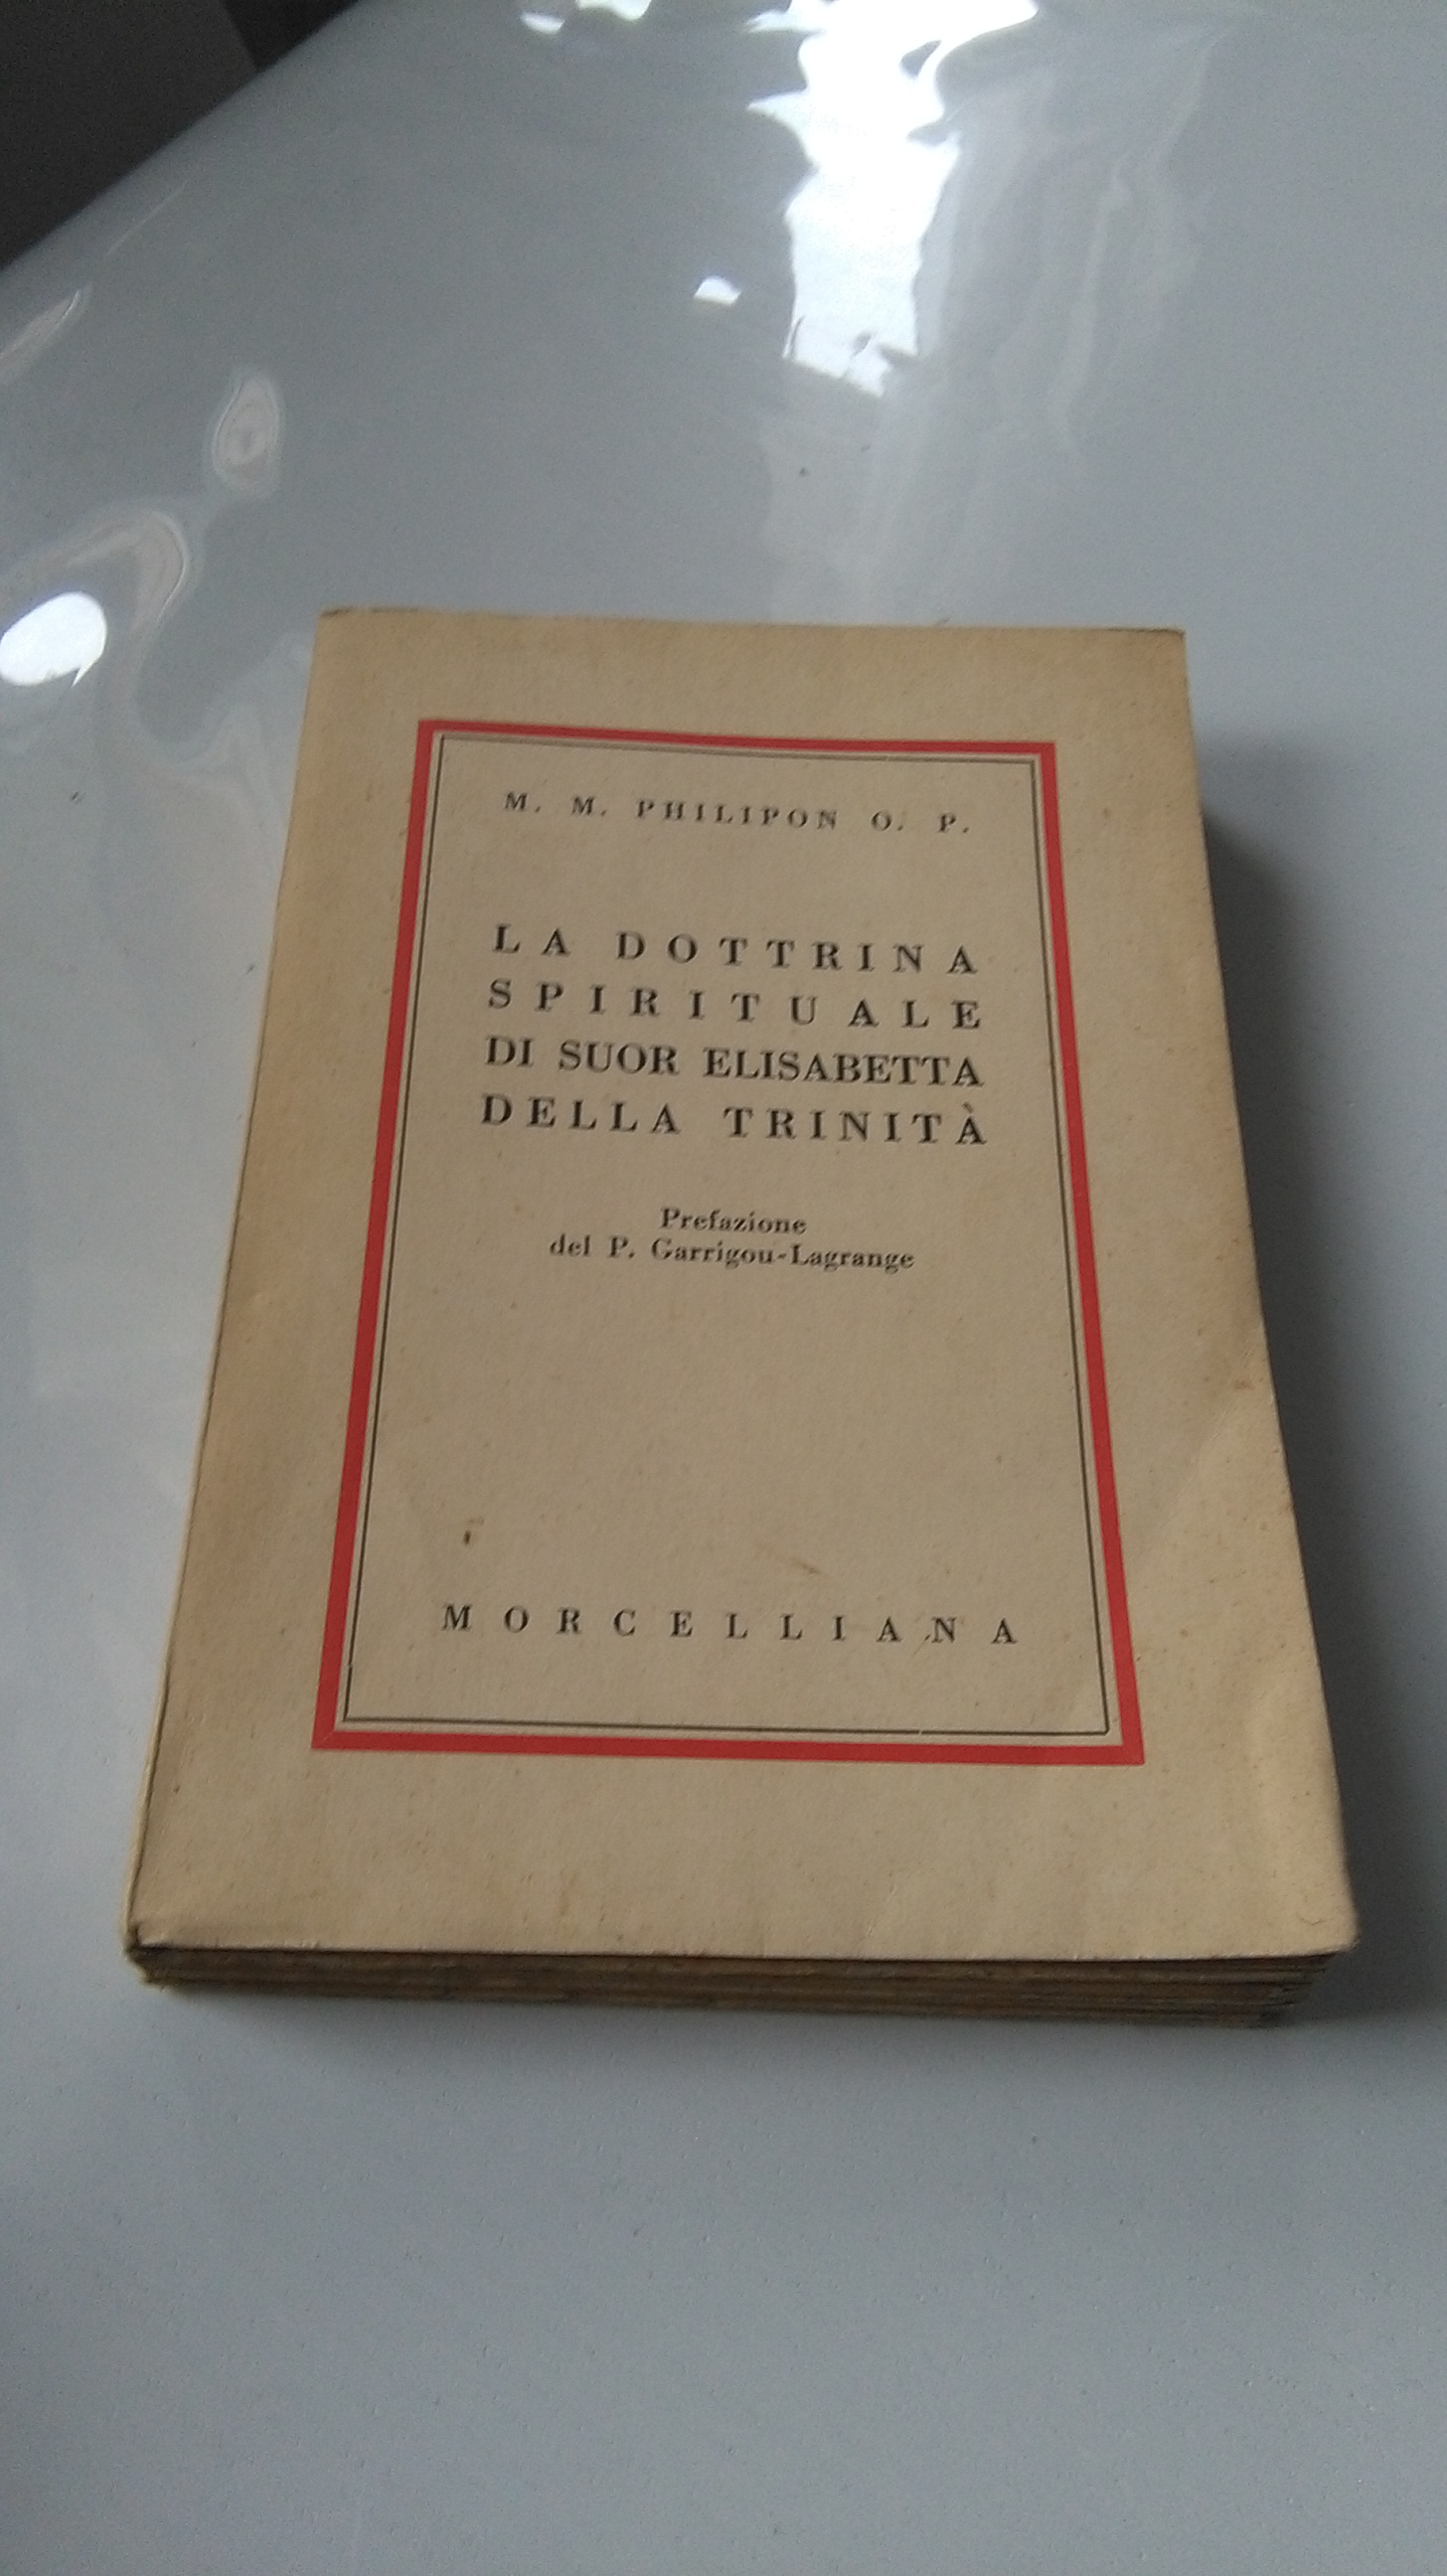 M. M. PHILIPON O. P.
LA DOTTRINA
SPIRITUALE
DI SUOR ELISABETTA
DELLA TRINITÀ
Prefazione
del P. Garrigou-Lagrange
MORCELLIANA